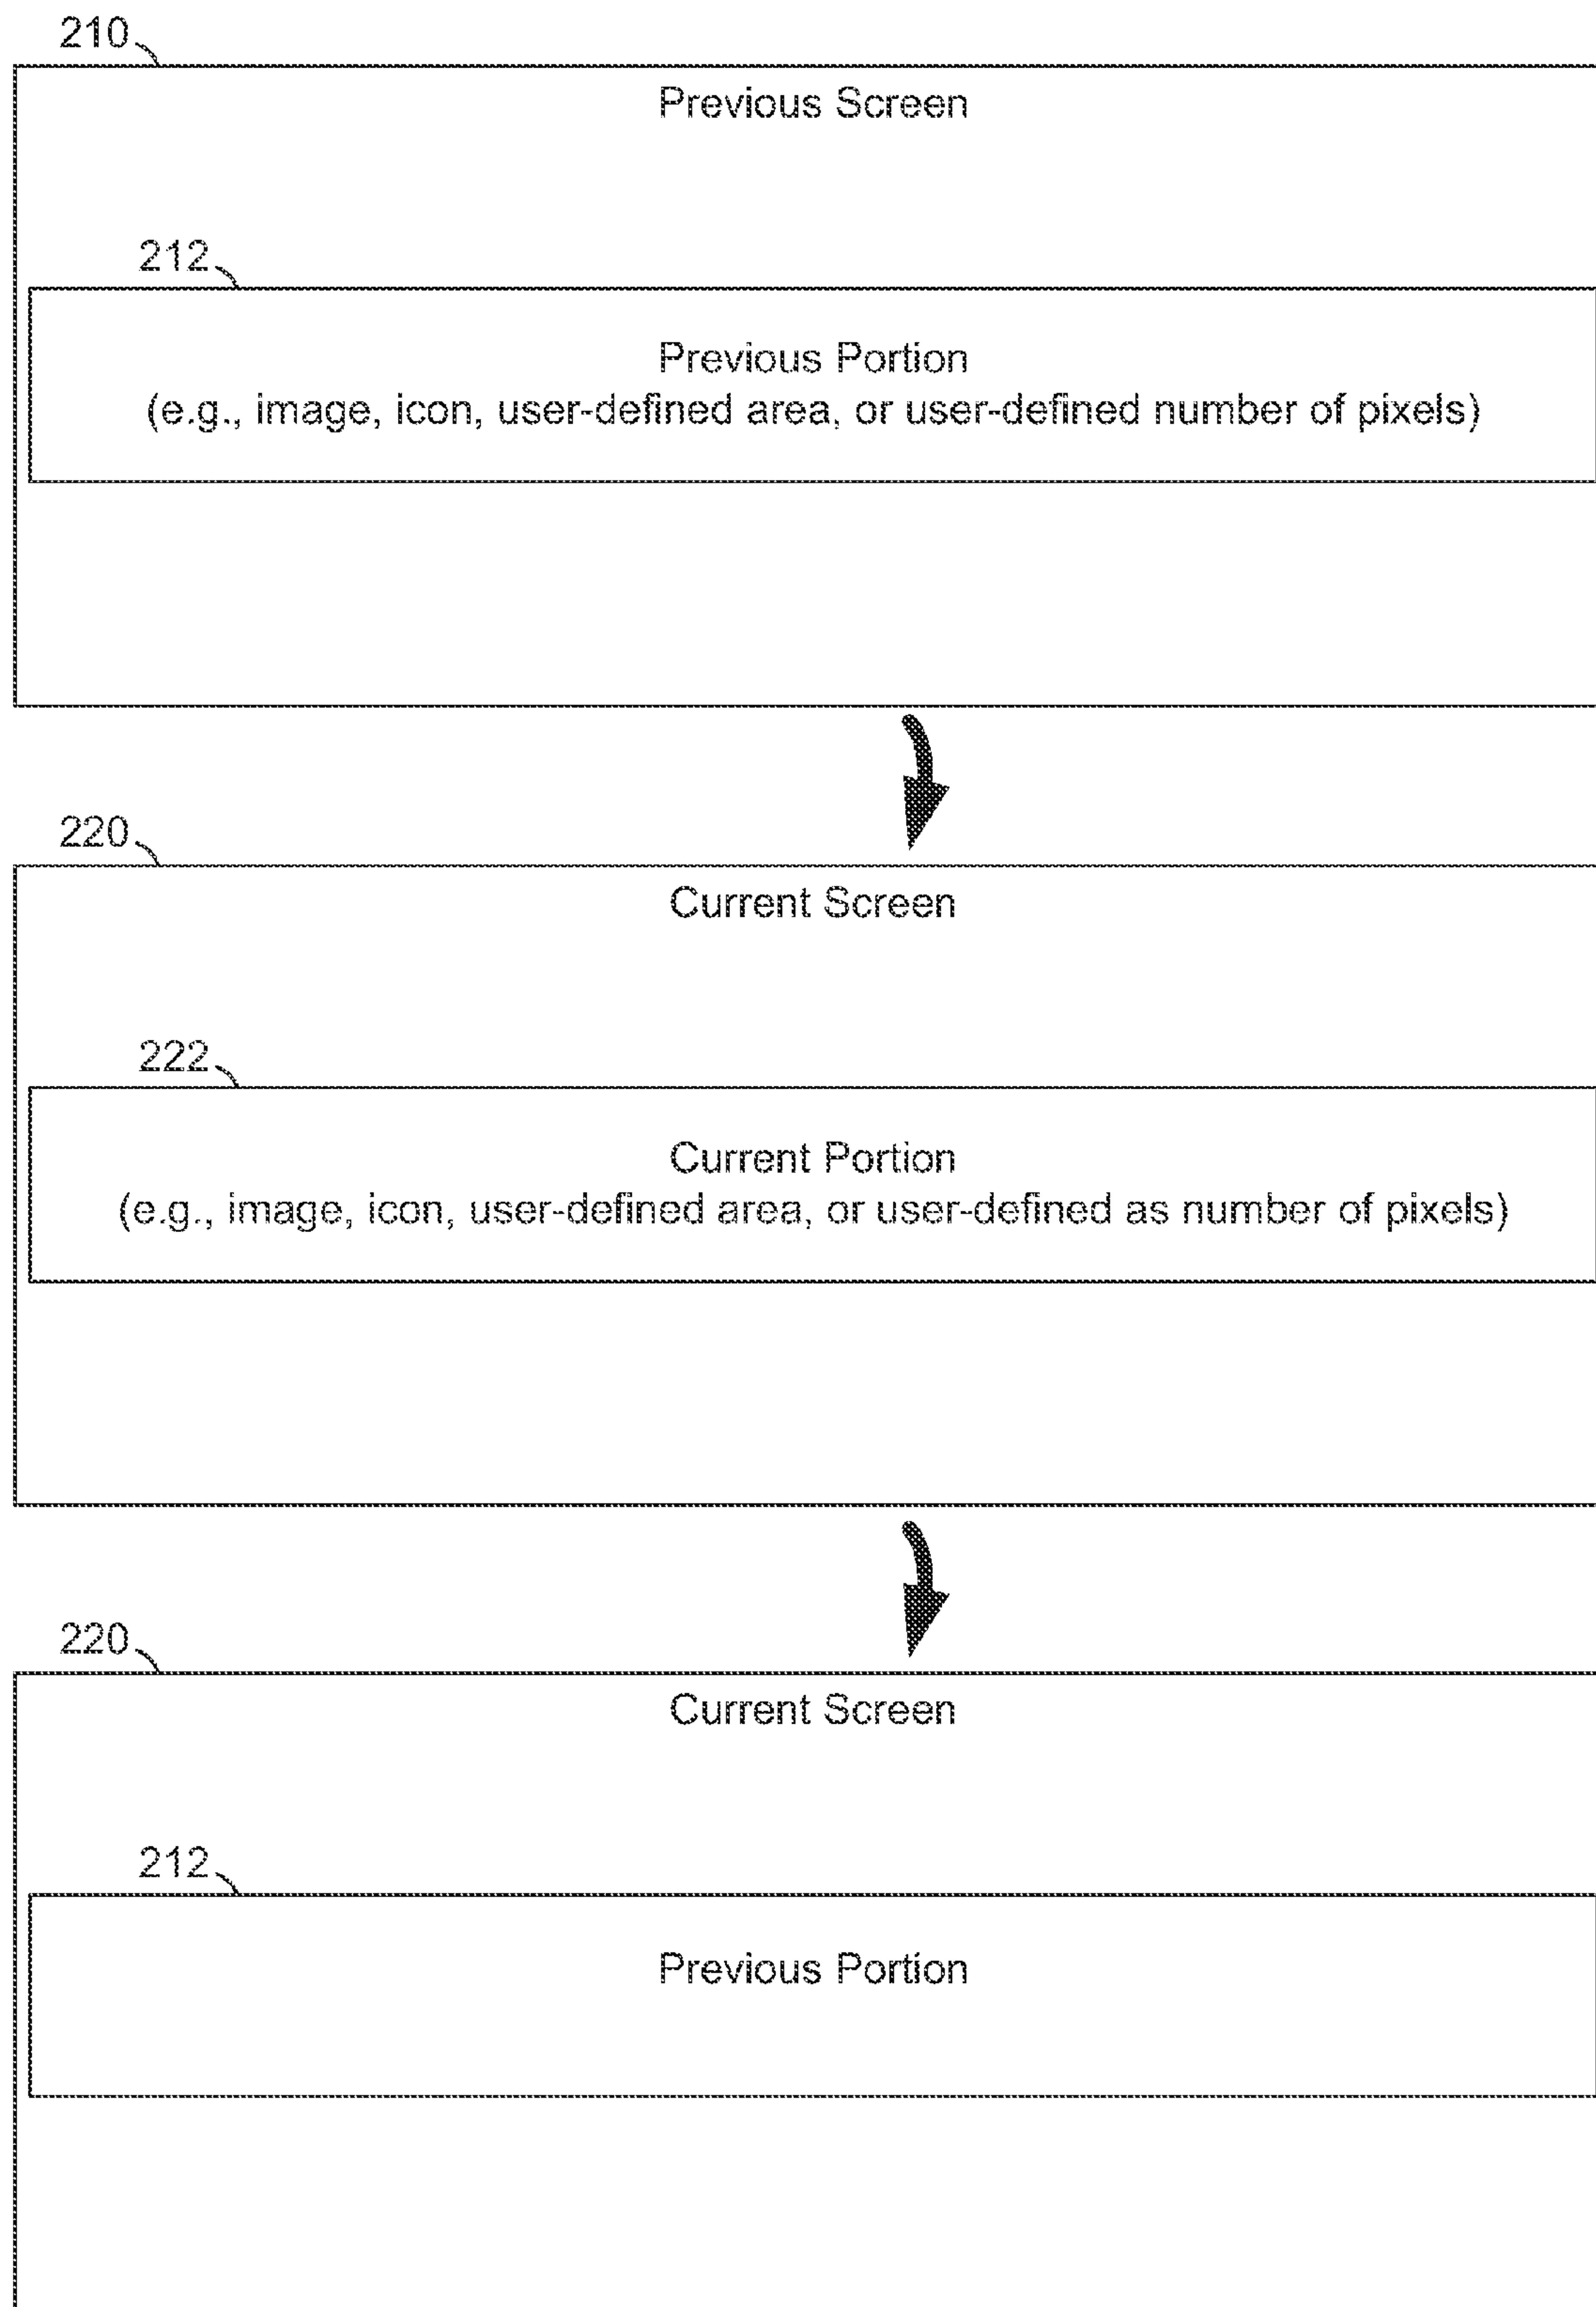 210
Previous Screen
212
Previous Portion
(e.g., image, icon, user-defined area, or user-defined number of pixels)
220
Current Screen
222
Current Portion
(e.g., image, icon, user-defined area, or user-defined as number of pixels)
220
Current Screen
212
Previous Portion